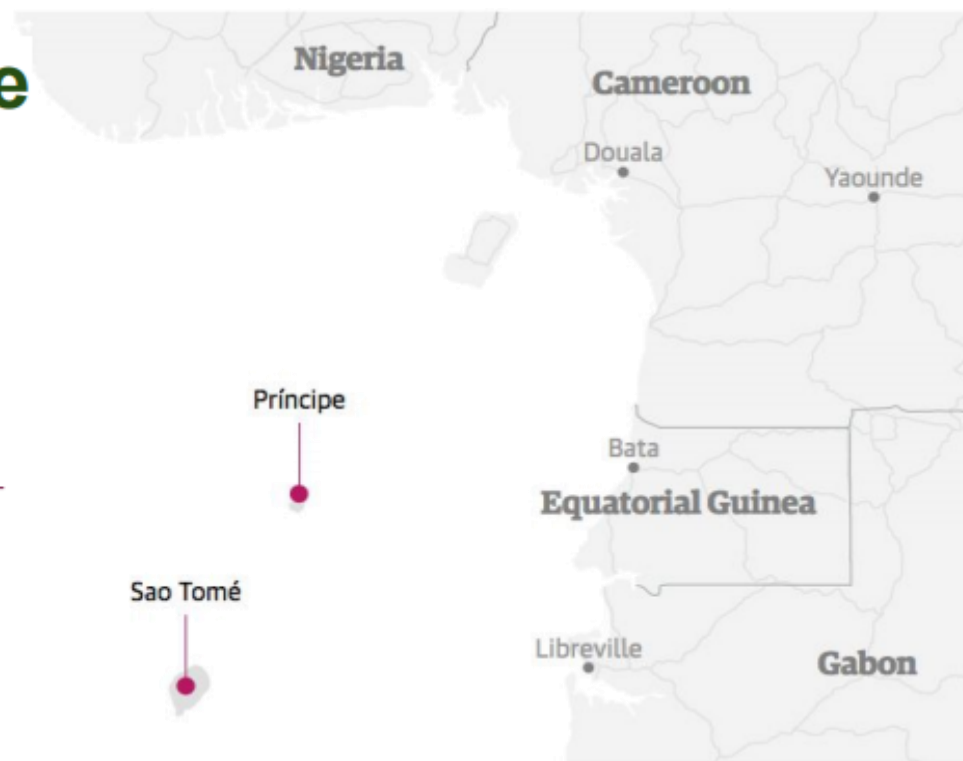 e
Nigeria
Cameroon
Douala
Yaounde
Príncipe
Bata
Equatorial Guinea
Sao Tomé
Libreville
Gabon